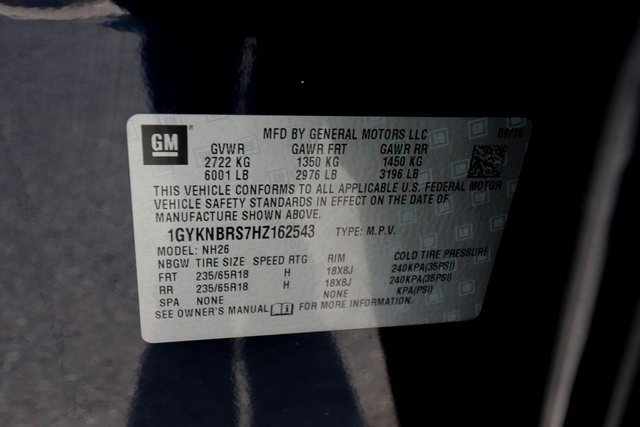 GM
MFD BY GENERAL MOTORS LLC 09/16
GVWR GAWR FRT GAWR RR
2722 KG 1350 KG 1450 KG
6001 LB 2976 LB 3196 LB
THIS VEHICLE CONFORMS TO ALL APPLICABLE U.S. FEDERAL MOTOR
VEHICLE SAFETY STANDARDS IN EFFECT ON THE DATE OF
MANUFACTURE SHOWN ABOVE.
1GYKNBRS7HZ162543 TYPE: M.P.V.
MODEL: NH26
NBGW TIRE SIZE SPEED RTG RIM COLD TIRE PRESSURE
FRT 235/65R18 H 18X8J 240KPA(35PSI)
RR 235/65R18 H 18X8J 240KPA(35PSI)
SPA NONE NONE KPA(PSI)
SEE OWNER'S MANUAL FOR MORE INFORMATION.